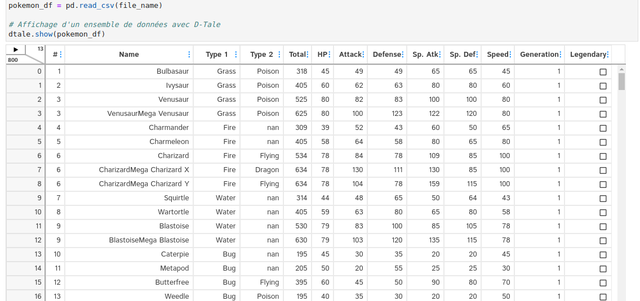 pokemon_df = pd.read_csv(file_name)
# Affichage d'un ensemble de données avec D-Tale
dtale.show(pokemon_df)
13
800
# Name Type 1 Type 2 Total HP Attack Defense Sp. Atk Sp. Def Speed Generation Legendary
0 1 Bulbasaur Grass Poison 318 45 49 49 65 65 45 1
1 2 Ivysaur Grass Poison 405 60 62 63 80 80 60 1
2 3 Venusaur Grass Poison 525 80 82 83 100 100 80 1
3 3 VenusaurMega Venusaur Grass Poison 625 80 100 123 122 120 80 1
4 4 Charmander Fire nan 309 39 52 43 60 50 65 1
5 5 Charmeleon Fire nan 405 58 64 58 80 65 80 1
6 6 Charizard Fire Flying 534 78 84 78 109 85 100 1
7 6 CharizardMega Charizard X Fire Dragon 634 78 130 111 130 85 100 1
8 6 CharizardMega Charizard Y Fire Flying 634 78 104 78 159 115 100 1
9 7 Squirtle Water nan 314 44 48 65 50 64 43 1
10 8 Wartortle Water nan 405 59 63 80 65 80 58 1
11 9 Blastoise Water nan 530 79 83 100 85 105 78 1
12 9 BlastoiseMega Blastoise Water nan 630 79 103 120 135 115 78 1
13 10 Caterpie Bug nan 195 45 30 35 20 20 45 1
14 11 Metapod Bug nan 205 50 20 55 25 25 30 1
15 12 Butterfree Bug Flying 395 60 45 50 90 80 70 1
16 13 Weedle Bug Poison 195 40 35 30 20 20 50 1